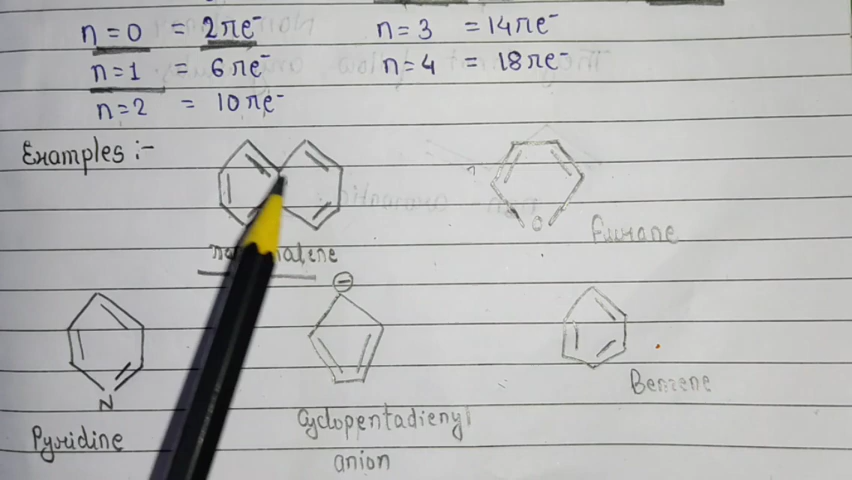 n=0 = 2πe⁻ n=3 = 14πe⁻
n=1 = 6πe⁻ n=4 = 18πe⁻
n=2 = 10πe⁻
Examples :-
O
furane
⊖
N
Pyridine
Cyclopentadienyl
anion
Benzene